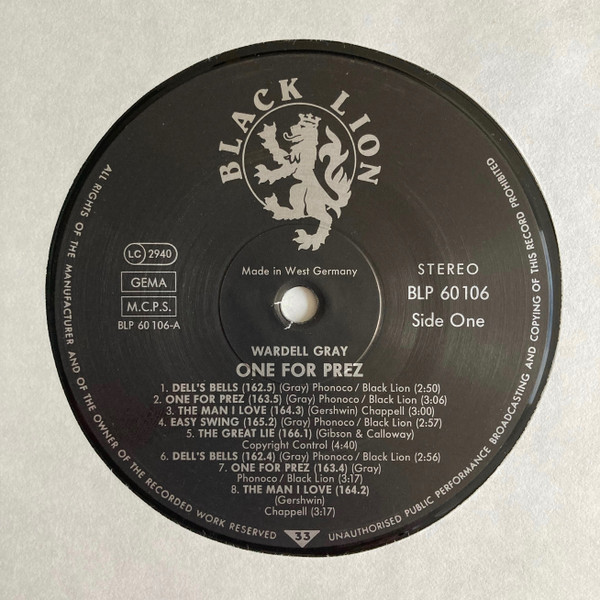 BLACK LION
ALL RIGHTS OF THE MANUFACTURER AND OF THE OWNER OF THE RECORDED WORK RESERVED
UNAUTHORISED PUBLIC PERFORMANCE BROADCASTING AND COPYING OF THIS RECORD PROHIBITED
LC 2940
GEMA
M.C.P.S.
BLP 60 106-A
Made in West Germany
STEREO
BLP 60 106
Side One
WARDELL GRAY
ONE FOR PREZ
1. DELL'S BELLS (162.5) (Gray) Phonoco / Black Lion (2:50)
2. ONE FOR PREZ (163.5) (Gray) Phonoco / Black Lion (3:06)
3. THE MAN I LOVE (164.3) (Gershwin) Chappell (3:00)
4. EASY SWING (165.2) (Gray) Phonoco / Black Lion (2:57)
5. THE GREAT LIE (166.1) (Gibson & Calloway)
Copyright Control (4:40)
6. DELL'S BELLS (162.4) (Gray) Phonoco / Black Lion (2:56)
7. ONE FOR PREZ (163.4) (Gray)
Phonoco / Black Lion (3:17)
8. THE MAN I LOVE (164.2)
(Gershwin)
Chappell (3:17)
33